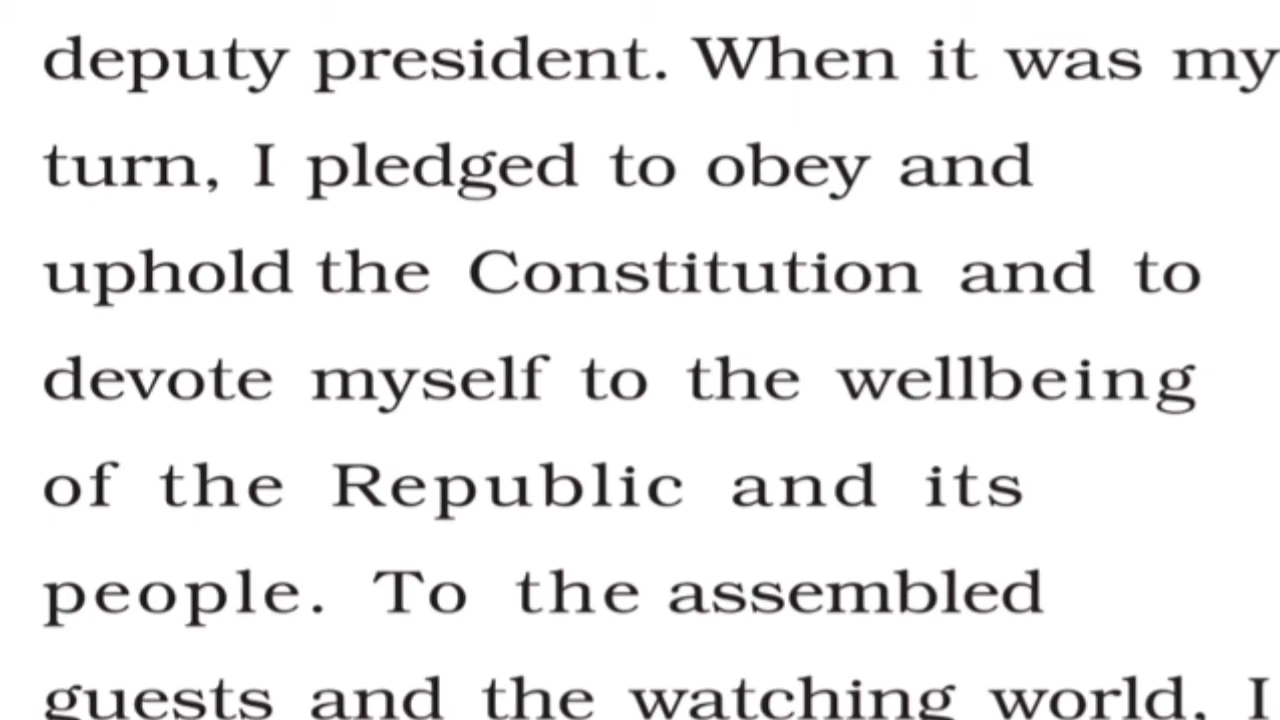 deputy president. When it was my
turn, I pledged to obey and
uphold the Constitution and to
devote myself to the wellbeing
of the Republic and its
people. To the assembled
guests and the watching world, I